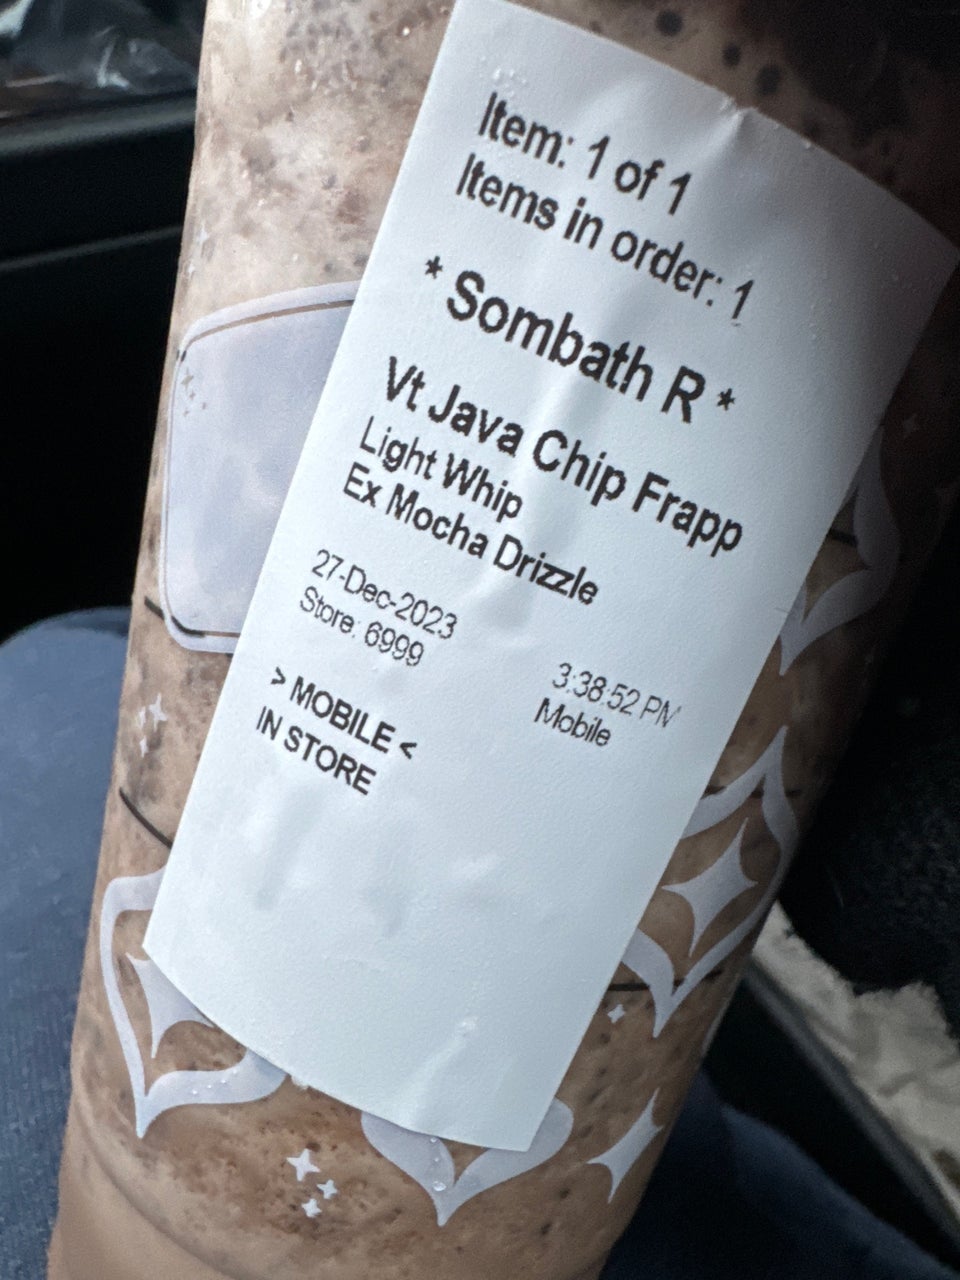 Item: 1 of 1
Items in order: 1
* Sombath R *
Vt Java Chip Frapp
Light Whip
Ex Mocha Drizzle
27-Dec-2023 3:38:52 PM
Store: 6999 Mobile
> MOBILE <
IN STORE